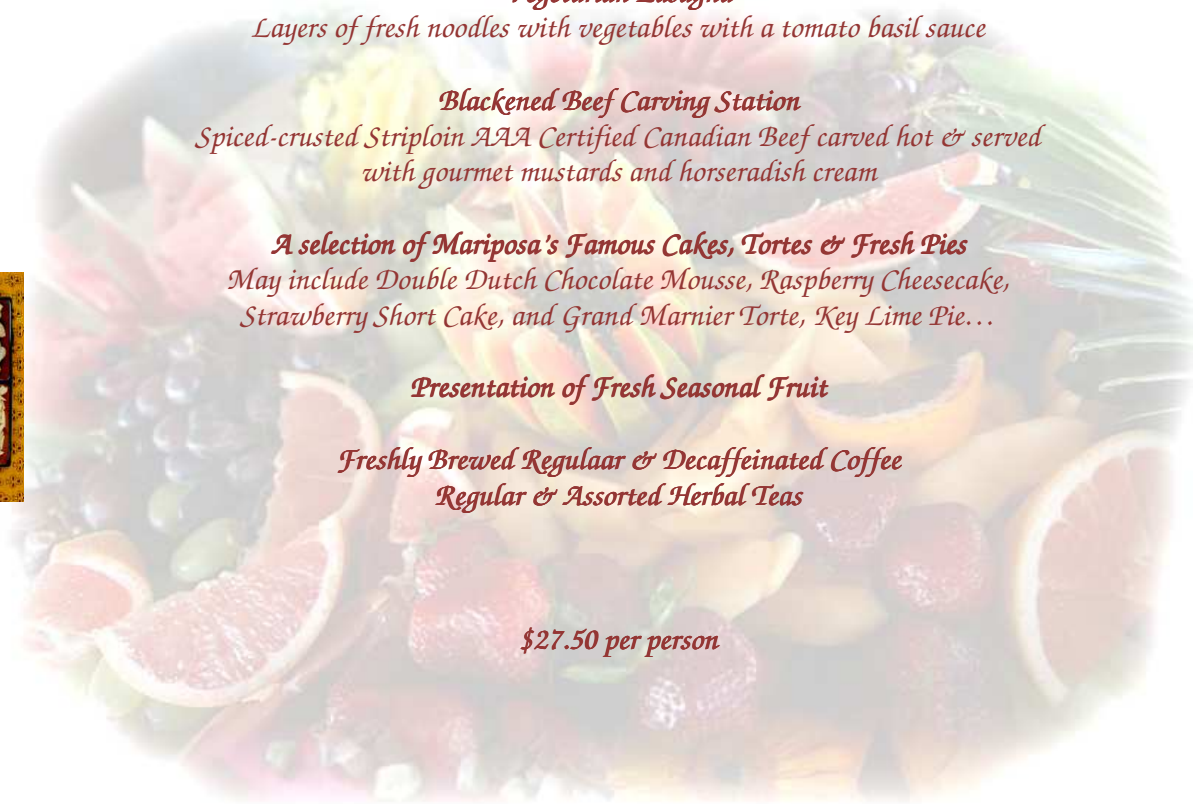 Vegetarian Lasagna
Layers of fresh noodles with vegetables with a tomato basil sauce
Blackened Beef Carving Station
Spiced-crusted Striploin AAA Certified Canadian Beef carved hot & served
with gourmet mustards and horseradish cream
A selection of Mariposa's Famous Cakes, Tortes & Fresh Pies
May include Double Dutch Chocolate Mousse, Raspberry Cheesecake,
Strawberry Short Cake, and Grand Marnier Torte, Key Lime Pie…
Presentation of Fresh Seasonal Fruit
Freshly Brewed Regulaar & Decaffeinated Coffee
Regular & Assorted Herbal Teas
$27.50 per person